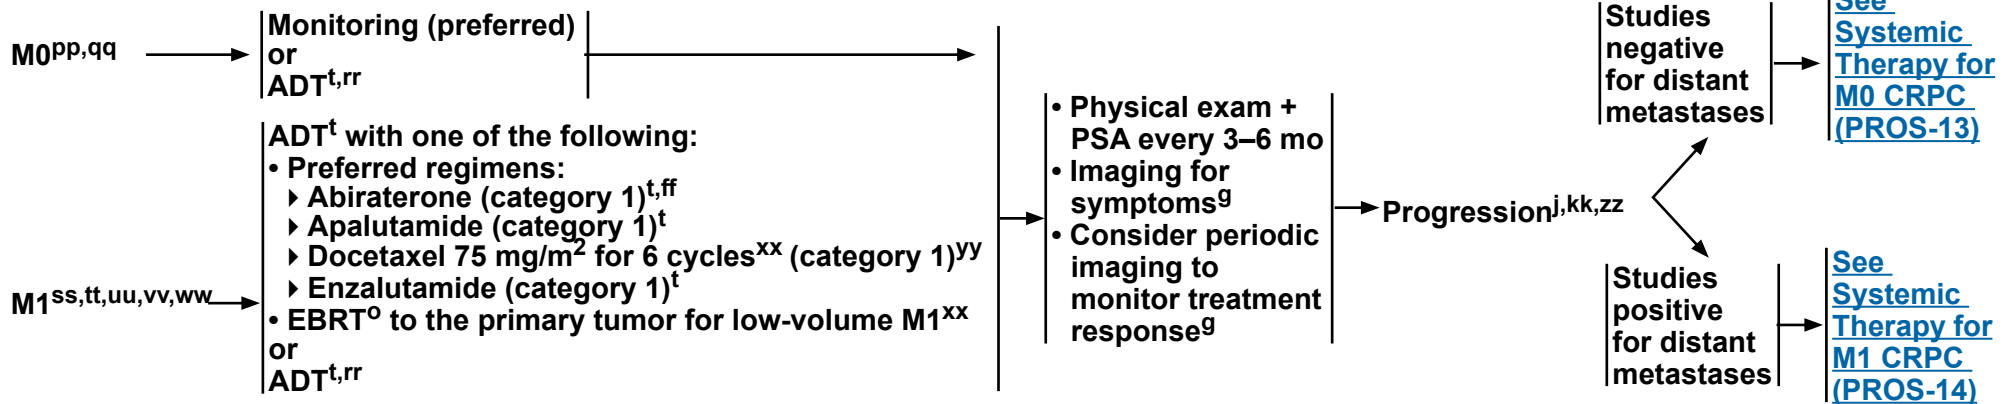 M0pp,qq
Monitoring (preferred)
or
ADTt,rr
M1ss,tt,uu,vv,ww
ADTt with one of the following:
• Preferred regimens:
▸ Abiraterone (category 1)t,ff
▸ Apalutamide (category 1)t
▸ Docetaxel 75 mg/m2 for 6 cyclesxx (category 1)yy
▸ Enzalutamide (category 1)t
• EBRTo to the primary tumor for low-volume M1xx
or
ADTt,rr
• Physical exam +
PSA every 3–6 mo
• Imaging for
symptomsg
• Consider periodic
imaging to
monitor treatment
responseg
Progressionj,kk,zz
Studies
negative
for distant
metastases
See
Systemic
Therapy for
M0 CRPC
(PROS-13)
Studies
positive
for distant
metastases
See
Systemic
Therapy for
M1 CRPC
(PROS-14)